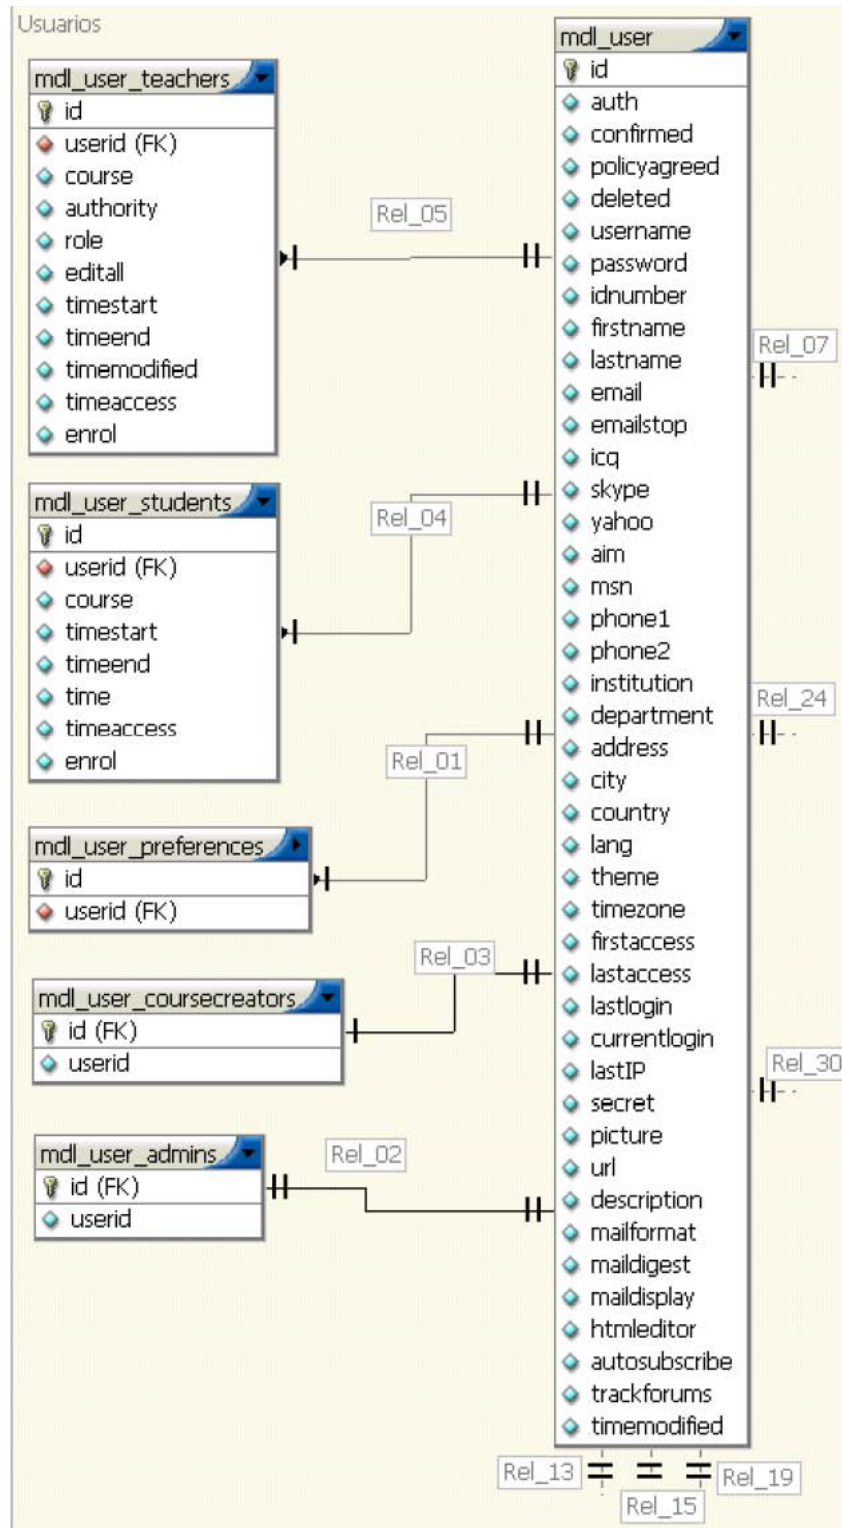 Usuarios
mdl_user_teachers
id
userid (FK)
course
authority
role
editall
timestart
timeend
timemodified
timeaccess
enrol
Rel_05
mdl_user_students
id
userid (FK)
course
timestart
timeend
time
timeaccess
enrol
Rel_04
mdl_user_preferences
id
userid (FK)
Rel_01
mdl_user_coursecreators
id (FK)
userid
Rel_03
mdl_user_admins
id (FK)
userid
Rel_02
mdl_user
id
auth
confirmed
policyagreed
deleted
username
password
idnumber
firstname
lastname
email
emailstop
icq
skype
yahoo
aim
msn
phone1
phone2
institution
department
address
city
country
lang
theme
timezone
firstaccess
lastaccess
lastlogin
currentlogin
lastIP
secret
picture
url
description
mailformat
maildigest
maildisplay
htmleditor
autosubscribe
trackforums
timemodified
Rel_07
Rel_24
Rel_30
Rel_13
Rel_15
Rel_19